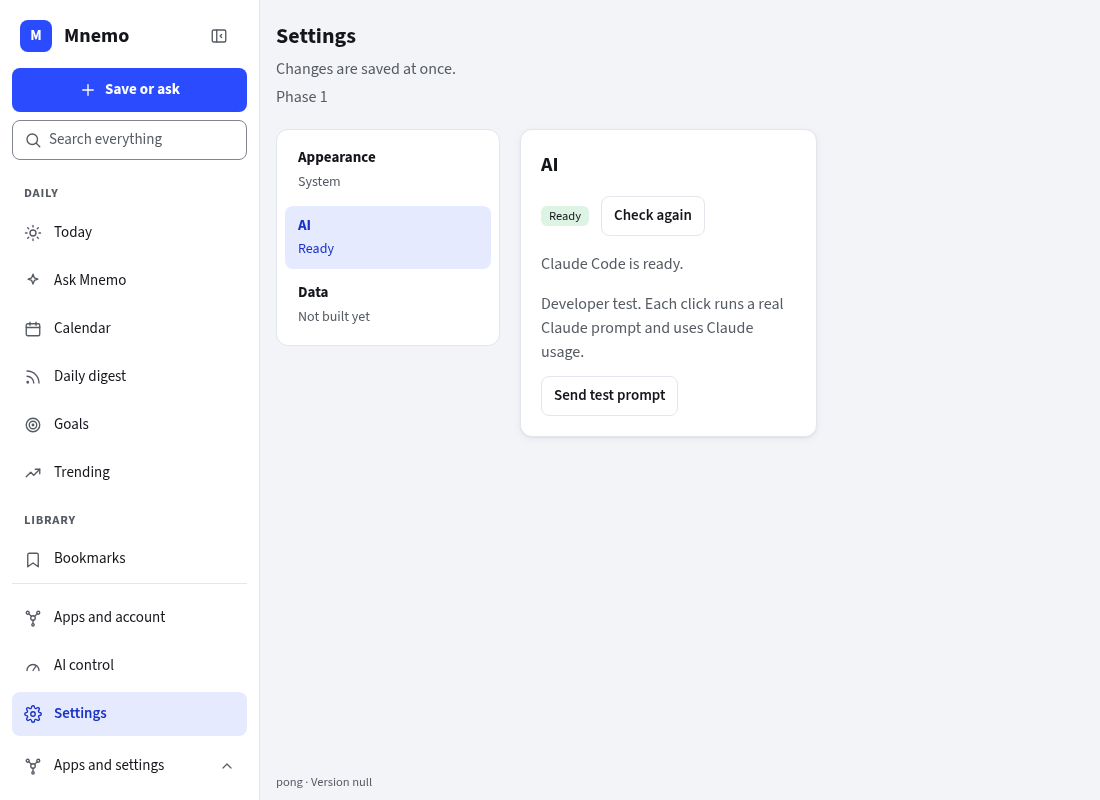 M
Mnemo
Save or ask
Search everything
DAILY
Today
Ask Mnemo
Calendar
Daily digest
Goals
Trending
LIBRARY
Bookmarks
Apps and account
AI control
Settings
Apps and settings
Settings
Changes are saved at once.
Phase 1
Appearance
System
AI
Ready
Data
Not built yet
AI
Ready
Check again
Claude Code is ready.
Developer test. Each click runs a real
Claude prompt and uses Claude
usage.
Send test prompt
pong · Version null